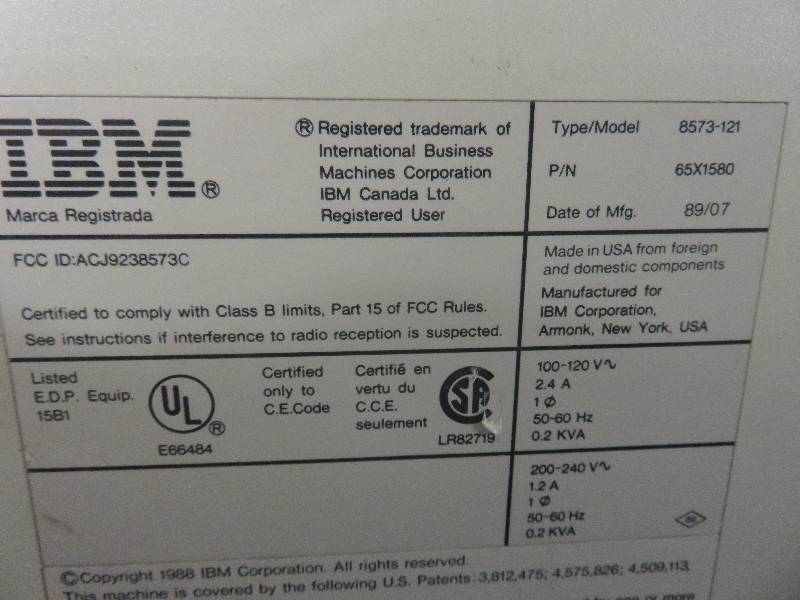 IBM®
Marca Registrada
® Registered trademark of
International Business
Machines Corporation
IBM Canada Ltd.
Registered User
Type/Model 8573-121
P/N 65X1580
Date of Mfg. 89/07
FCC ID:ACJ9238573C
Certified to comply with Class B limits, Part 15 of FCC Rules.
See instructions if interference to radio reception is suspected.
Made in USA from foreign
and domestic components
Manufactured for
IBM Corporation,
Armonk, New York, USA
Listed
E.D.P. Equip.
15B1
UL®
E66484
Certified
only to
C.E.Code
Certifié en
vertu du
C.C.E.
seulement
SA
LR82719
100-120 V∿
2.4 A
1 Ø
50-60 Hz
0.2 KVA
200-240 V∿
1.2 A
1 Ø
50-60 Hz
0.2 KVA
©Copyright 1988 IBM Corporation. All rights reserved.
This machine is covered by the following U.S. Patents: 3,812,475; 4,575,826; 4,509,113,
by one or more